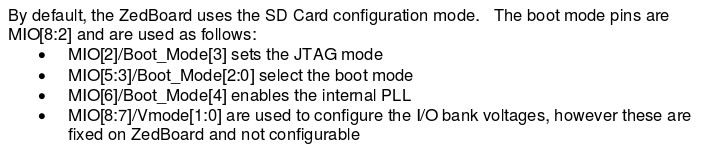 By default, the ZedBoard uses the SD Card configuration mode.   The boot mode pins are
MIO[8:2] and are used as follows:
• MIO[2]/Boot_Mode[3] sets the JTAG mode
• MIO[5:3]/Boot_Mode[2:0] select the boot mode
• MIO[6]/Boot_Mode[4] enables the internal PLL
• MIO[8:7]/Vmode[1:0] are used to configure the I/O bank voltages, however these are
fixed on ZedBoard and not configurable